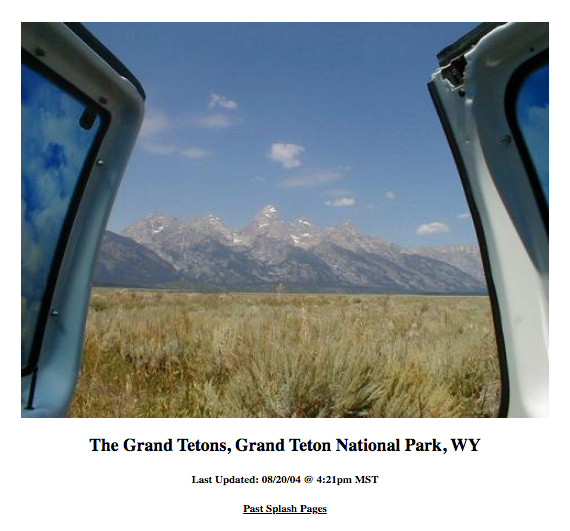 The Grand Tetons, Grand Teton National Park, WY
Last Updated: 08/20/04 @ 4:21pm MST
Past Splash Pages